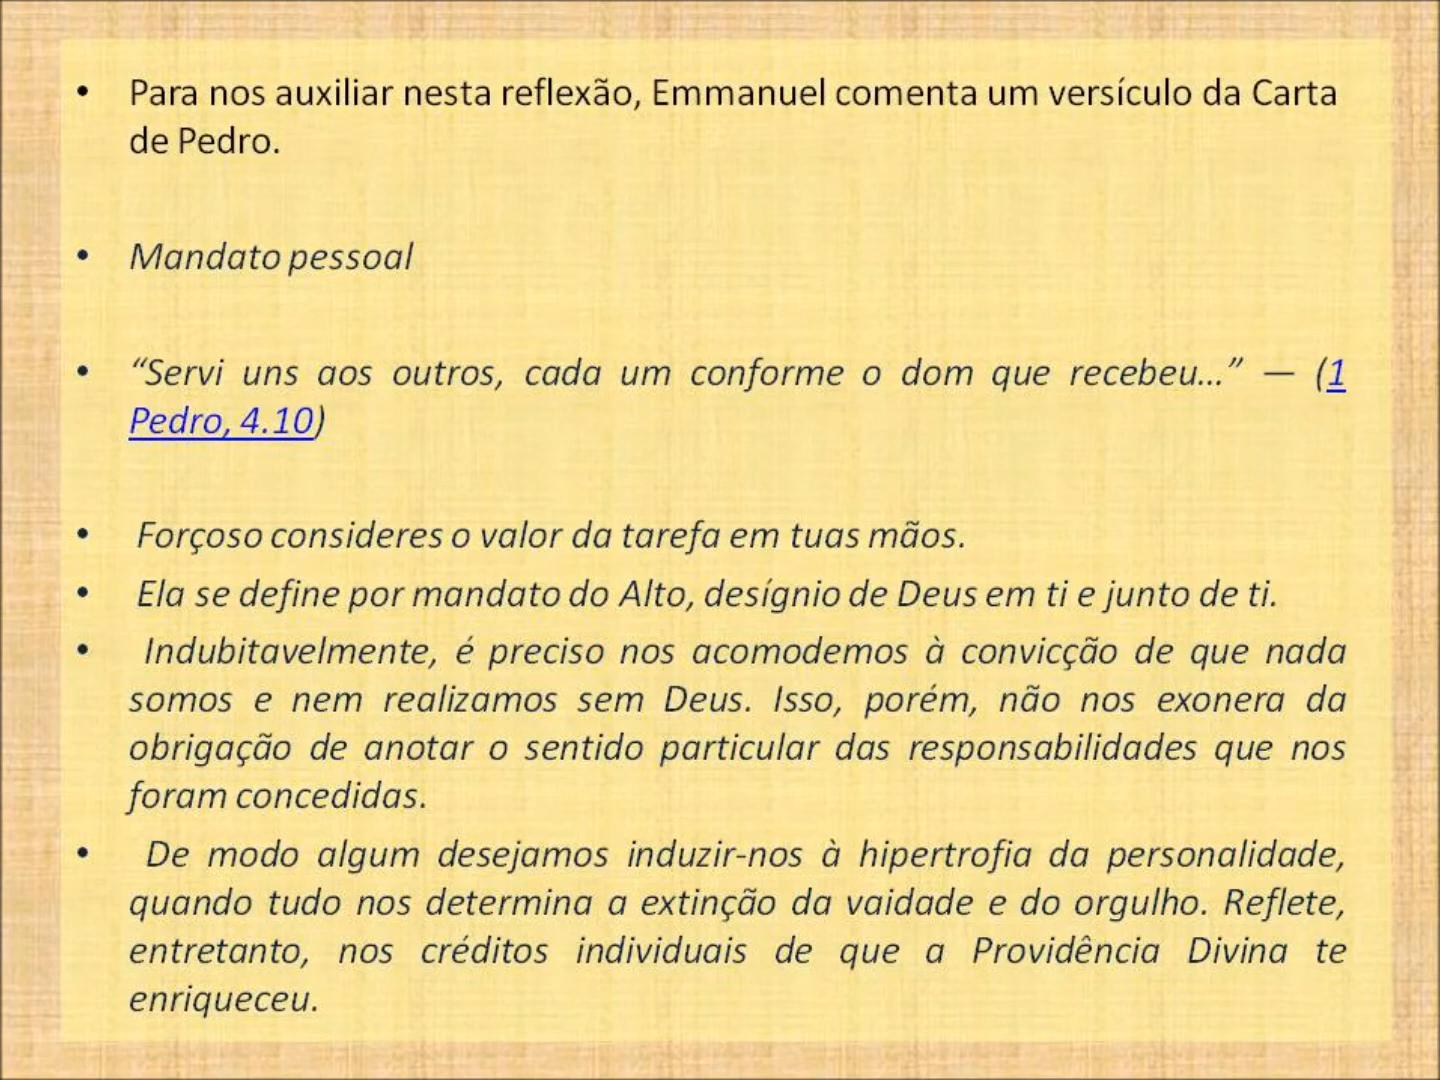 • Para nos auxiliar nesta reflexão, Emmanuel comenta um versículo da Carta
de Pedro.
• Mandato pessoal
• “Servi uns aos outros, cada um conforme o dom que recebeu...” — (1
Pedro, 4.10)
• Forçoso consideres o valor da tarefa em tuas mãos.
• Ela se define por mandato do Alto, desígnio de Deus em ti e junto de ti.
• Indubitavelmente, é preciso nos acomodemos à convicção de que nada
somos e nem realizamos sem Deus. Isso, porém, não nos exonera da
obrigação de anotar o sentido particular das responsabilidades que nos
foram concedidas.
• De modo algum desejamos induzir-nos à hipertrofia da personalidade,
quando tudo nos determina a extinção da vaidade e do orgulho. Reflete,
entretanto, nos créditos individuais de que a Providência Divina te
enriqueceu.